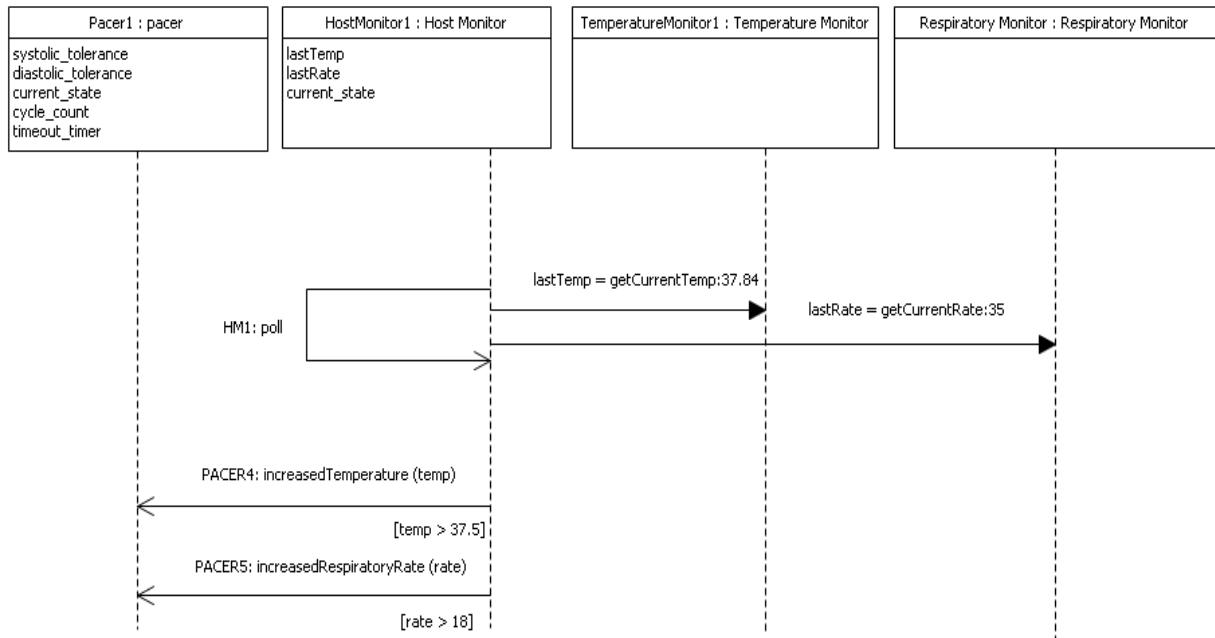 Pacer1 : pacer
systolic_tolerance
diastolic_tolerance
current_state
cycle_count
timeout_timer
HostMonitor1 : Host Monitor
lastTemp
lastRate
current_state
TemperatureMonitor1 : Temperature Monitor
Respiratory Monitor : Respiratory Monitor
lastTemp = getCurrentTemp:37.84
lastRate = getCurrentRate:35
HM1: poll
PACER4: increasedTemperature (temp)
[temp > 37.5]
PACER5: increasedRespiratoryRate (rate)
[rate > 18]